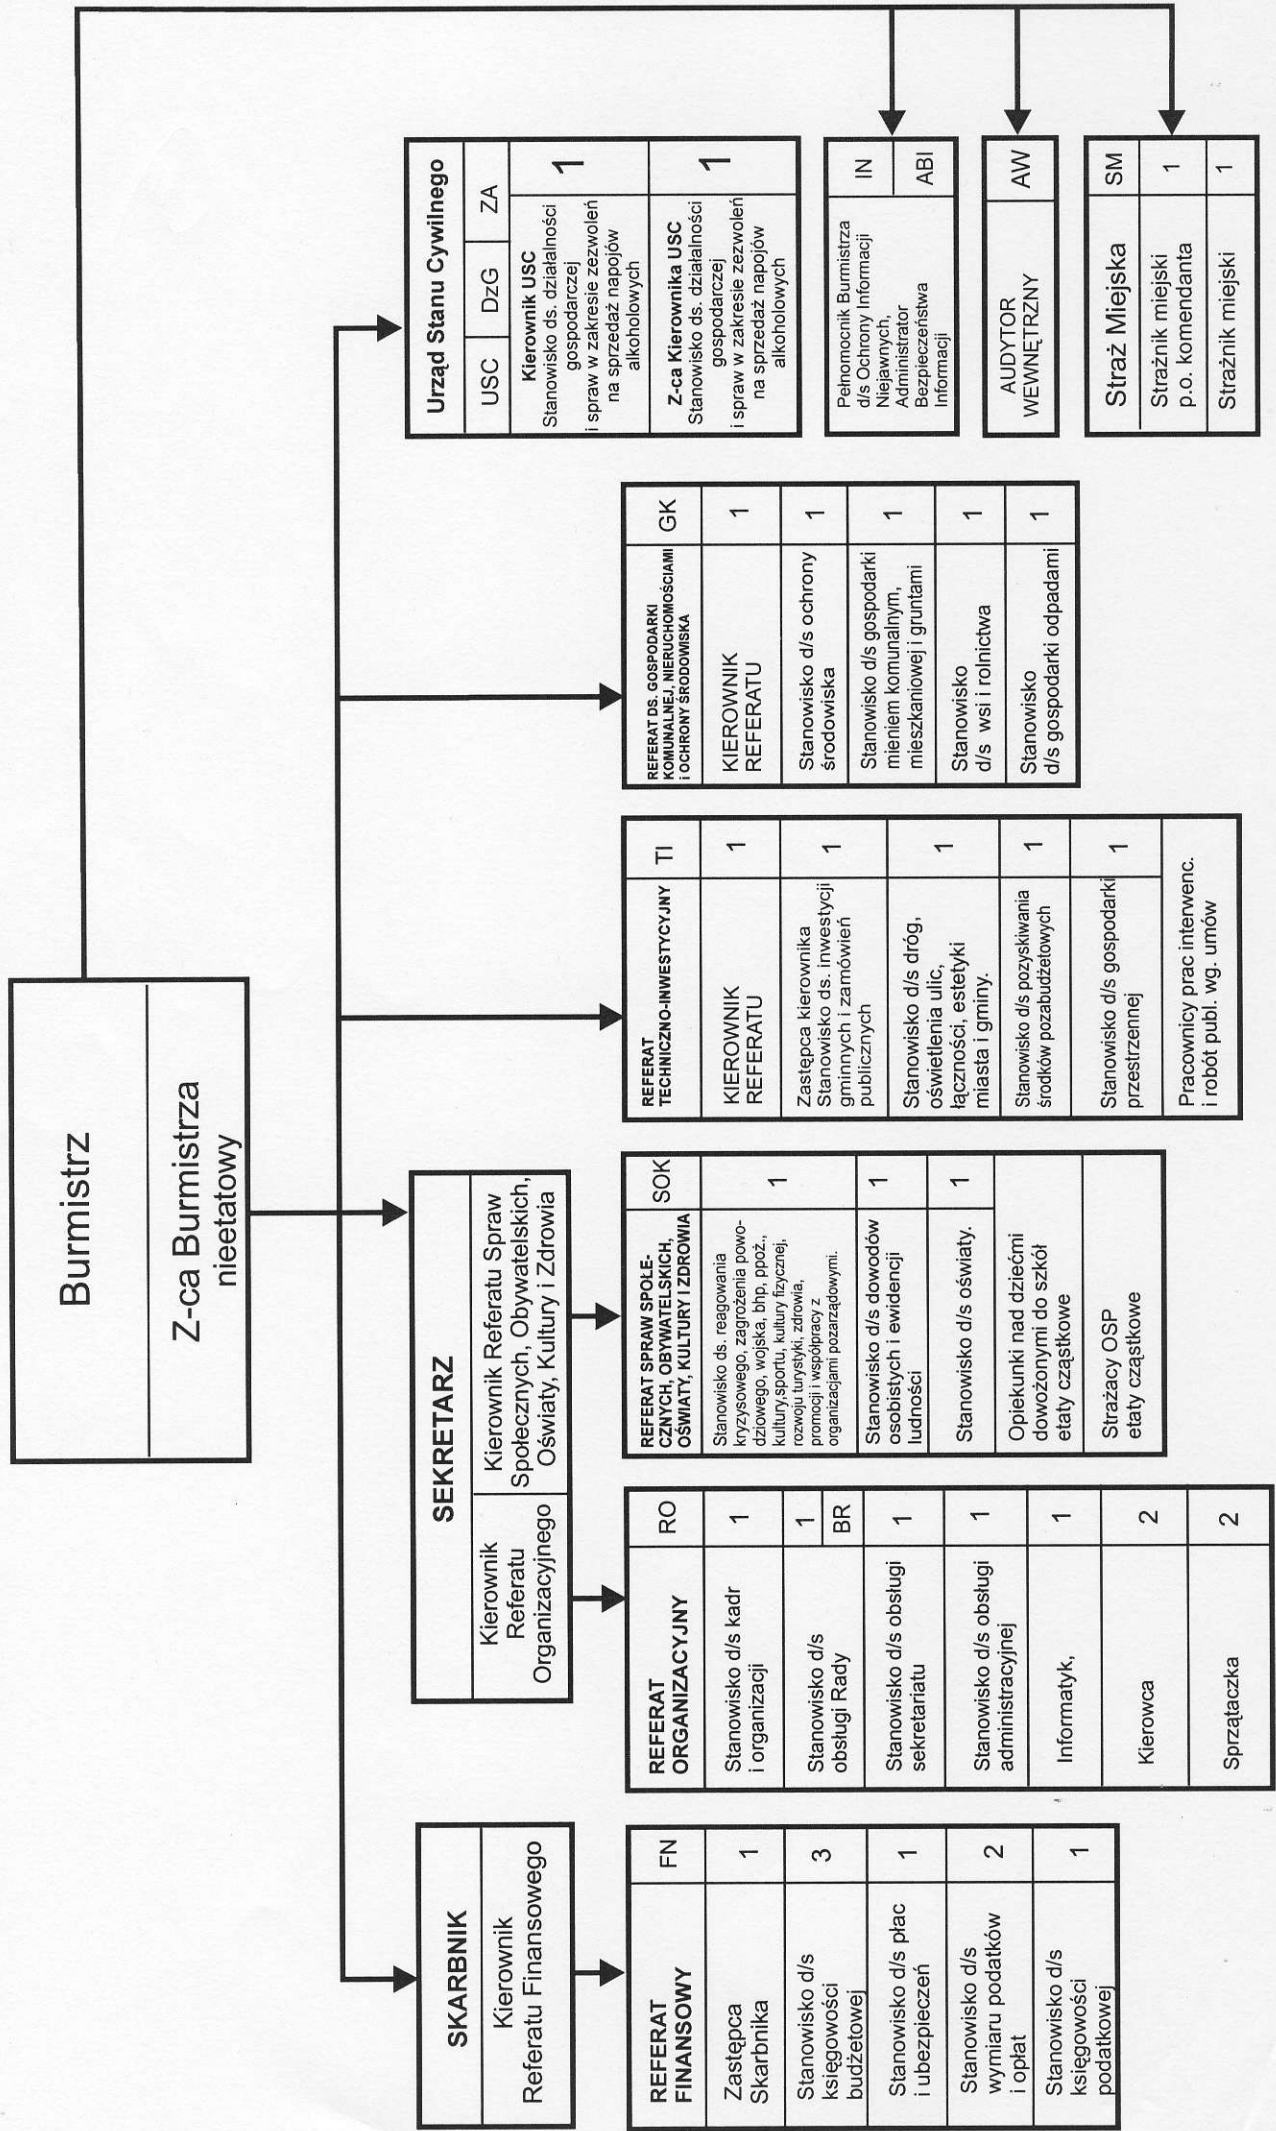 Burmistrz
Z-ca Burmistrza
nieetatowy
SKARBNIK
Kierownik
Referatu Finansowego
REFERAT
FINANSOWY
FN
Zastępca
Skarbnika
1
Stanowisko d/s
księgowości
budżetowej
3
Stanowisko d/s płac
i ubezpieczeń
1
Stanowisko d/s
wymiaru podatków
i opłat
2
Stanowisko d/s
księgowości
podatkowej
1
SEKRETARZ
Kierownik
Referatu
Organizacyjnego
Kierownik Referatu Spraw
Społecznych, Obywatelskich,
Oświaty, Kultury i Zdrowia
REFERAT
ORGANIZACYJNY
RO
Stanowisko d/s kadr
i organizacji
1
Stanowisko d/s
obsługi Rady
1
BR
Stanowisko d/s obsługi
sekretariatu
1
Stanowisko d/s obsługi
administracyjnej
1
Informatyk,
1
Kierowca
2
Sprzątaczka
2
REFERAT SPRAW SPOŁE-
CZNYCH, OBYWATELSKICH,
OŚWIATY, KULTURY I ZDROWIA
SOK
Stanowisko ds. reagowania
kryzysowego, zagrożenia powo-
dziowego, wojska, bhp, ppoż.,
kultury,sportu, kultury fizycznej,
rozwoju turystyki, zdrowia,
promocji i współpracy z
organizacjami pozarządowymi.
1
Stanowisko d/s dowodów
osobistych i ewidencji
ludności
1
Stanowisko d/s oświaty.
1
Opiekunki nad dziećmi
dowożonymi do szkół
etaty cząstkowe
Strażacy OSP
etaty cząstkowe
REFERAT
TECHNICZNO-INWESTYCYJNY
TI
KIEROWNIK
REFERATU
1
Zastępca kierownika
Stanowisko ds. inwestycji
gminnych i zamówień
publicznych
1
Stanowisko d/s dróg,
oświetlenia ulic,
łączności, estetyki
miasta i gminy.
1
Stanowisko d/s pozyskiwania
środków pozabudżetowych
1
Stanowisko d/s gospodarki
przestrzennej
1
Pracownicy prac interwenc.
i robót publ. wg. umów
REFERAT DS. GOSPODARKI
KOMUNALNEJ, NIERUCHOMOŚCIAMI
i OCHRONY ŚRODOWISKA
GK
KIEROWNIK
REFERATU
1
Stanowisko d/s ochrony
środowiska
1
Stanowisko d/s gospodarki
mieniem komunalnym,
mieszkaniowej i gruntami
1
Stanowisko
d/s wsi i rolnictwa
1
Stanowisko
d/s gospodarki odpadami
1
Urząd Stanu Cywilnego
USC DzG ZA
Kierownik USC
Stanowisko ds. działalności
gospodarczej
i spraw w zakresie zezwoleń
na sprzedaż napojów
alkoholowych
1
Z-ca Kierownika USC
Stanowisko ds. działalności
gospodarczej
i spraw w zakresie zezwoleń
na sprzedaż napojów
alkoholowych
1
Pełnomocnik Burmistrza
d/s Ochrony Informacji
Niejawnych,
Administrator
Bezpieczeństwa
Informacji
IN
ABI
AUDYTOR
WEWNĘTRZNY
AW
Straż Miejska
SM
Strażnik miejski
p.o. komendanta
1
Strażnik miejski
1